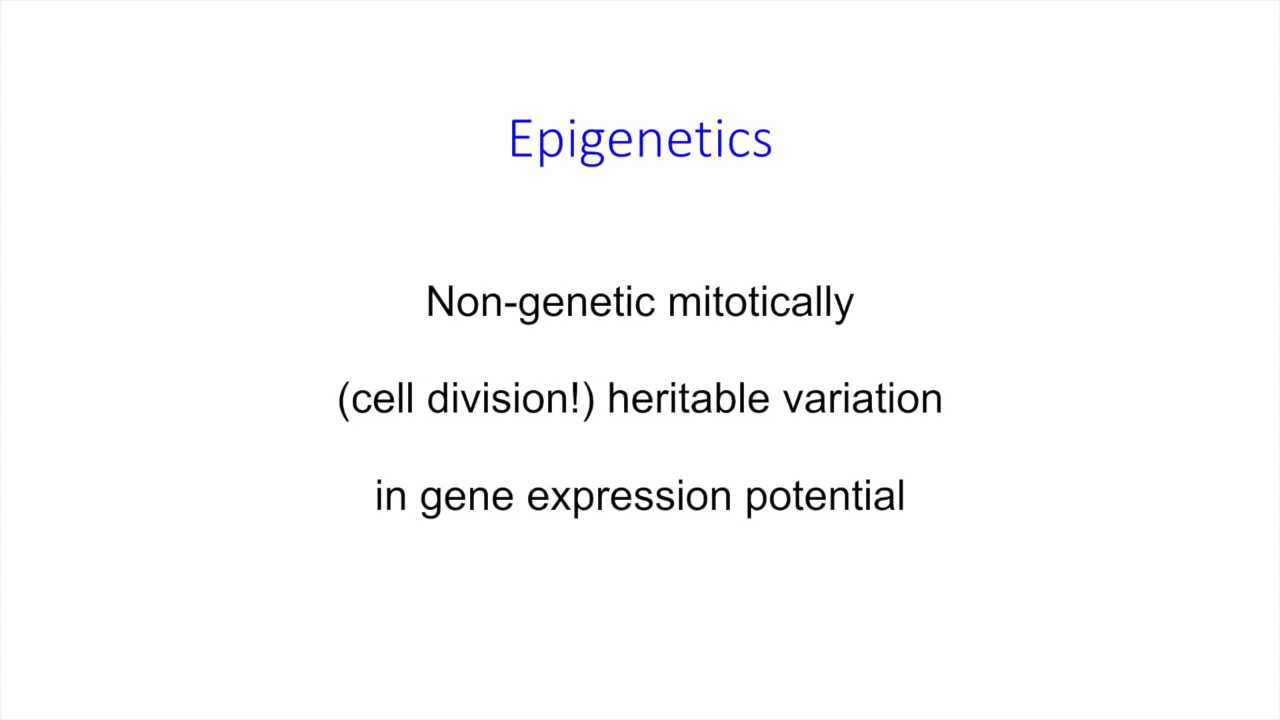 Epigenetics
Non-genetic mitotically
(cell division!) heritable variation
in gene expression potential